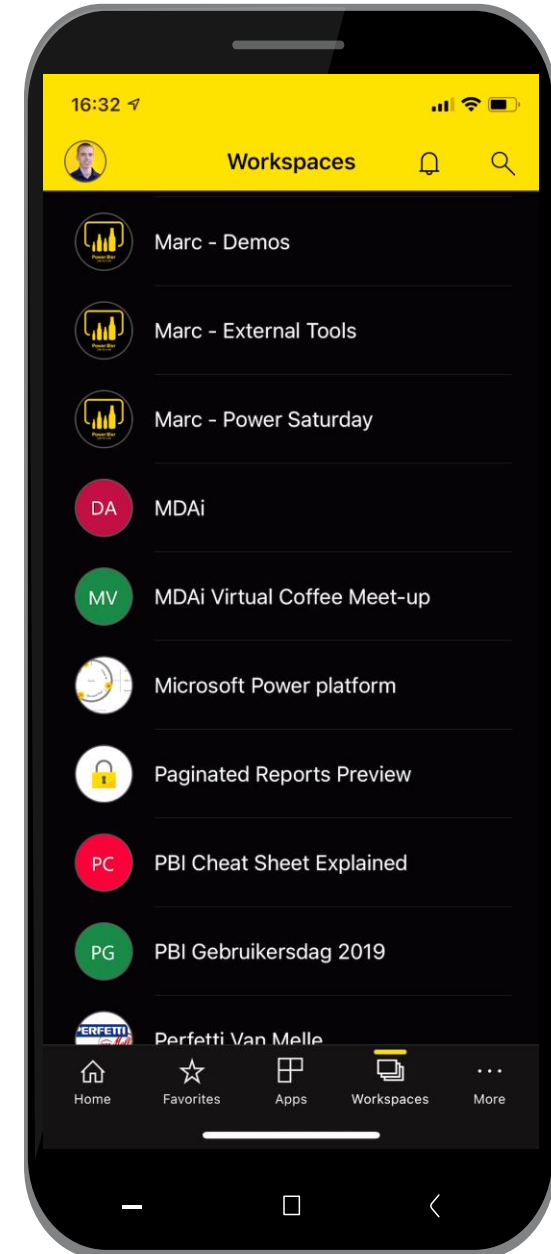 16:32
Workspaces
Marc - Demos
Marc - External Tools
Marc - Power Saturday
DA MDAi
MV MDAi Virtual Coffee Meet-up
Microsoft Power platform
Paginated Reports Preview
PC PBI Cheat Sheet Explained
PG PBI Gebruikersdag 2019
Perfetti Van Melle
Home Favorites Apps Workspaces More